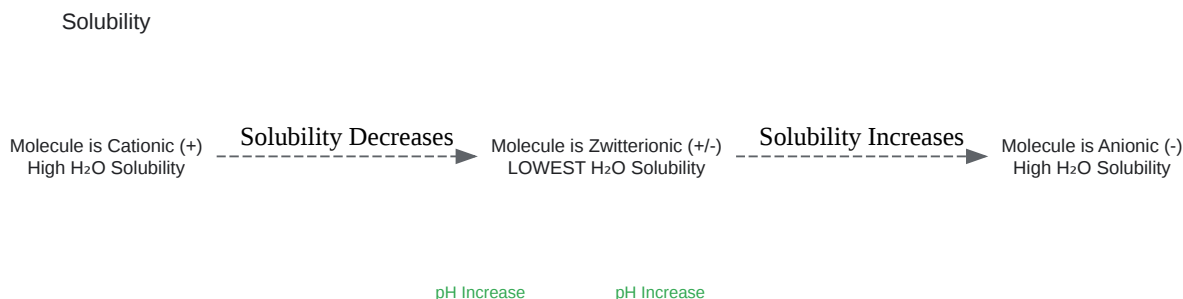 Solubility
Solubility Decreases
Solubility Increases
Molecule is Cationic (+)
High H₂O Solubility
Molecule is Zwitterionic (+/-)
LOWEST H₂O Solubility
Molecule is Anionic (-)
High H₂O Solubility
pH Increase
pH Increase